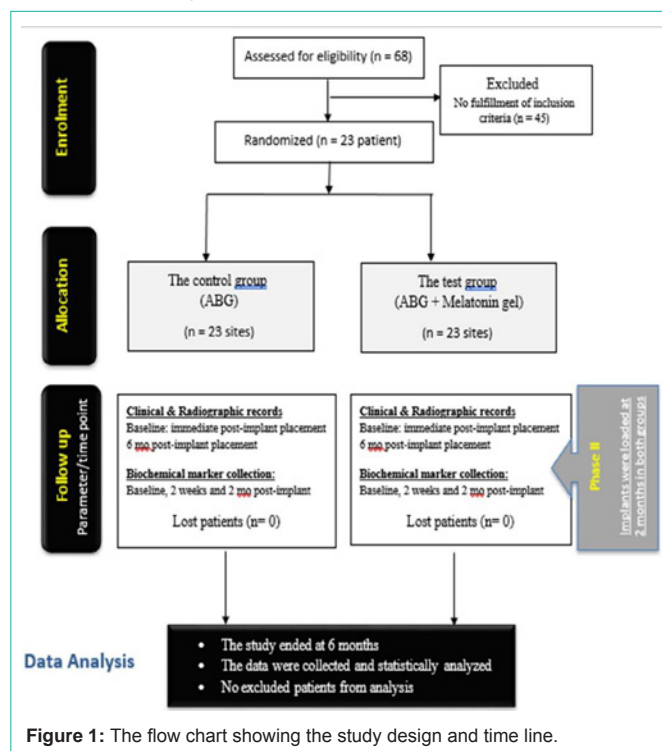 Enrolment
Assessed for eligibility (n = 68)
Excluded
No fulfillment of inclusion
criteria (n = 45)
Randomized (n = 23 patient)
Allocation
The control group
(ABG)
(n = 23 sites)
The test group
(ABG + Melatonin gel)
(n = 23 sites)
Follow up
Parameter/time point
Clinical & Radiographic records
Baseline: immediate post-implant placement
6 mo post-implant placement
Biochemical marker collection:
Baseline, 2 weeks and 2 mo post-implant
Lost patients (n= 0)
Clinical & Radiographic records
Baseline: immediate post-implant placement
6 mo post-implant placement
Biochemical marker collection:
Baseline, 2 weeks and 2 mo post-implant
Lost patients (n= 0)
Phase II
Implants were loaded at
2 months in both groups
Data Analysis
• The study ended at 6 months
• The data were collected and statistically analyzed
• No excluded patients from analysis
Figure 1: The flow chart showing the study design and time line.